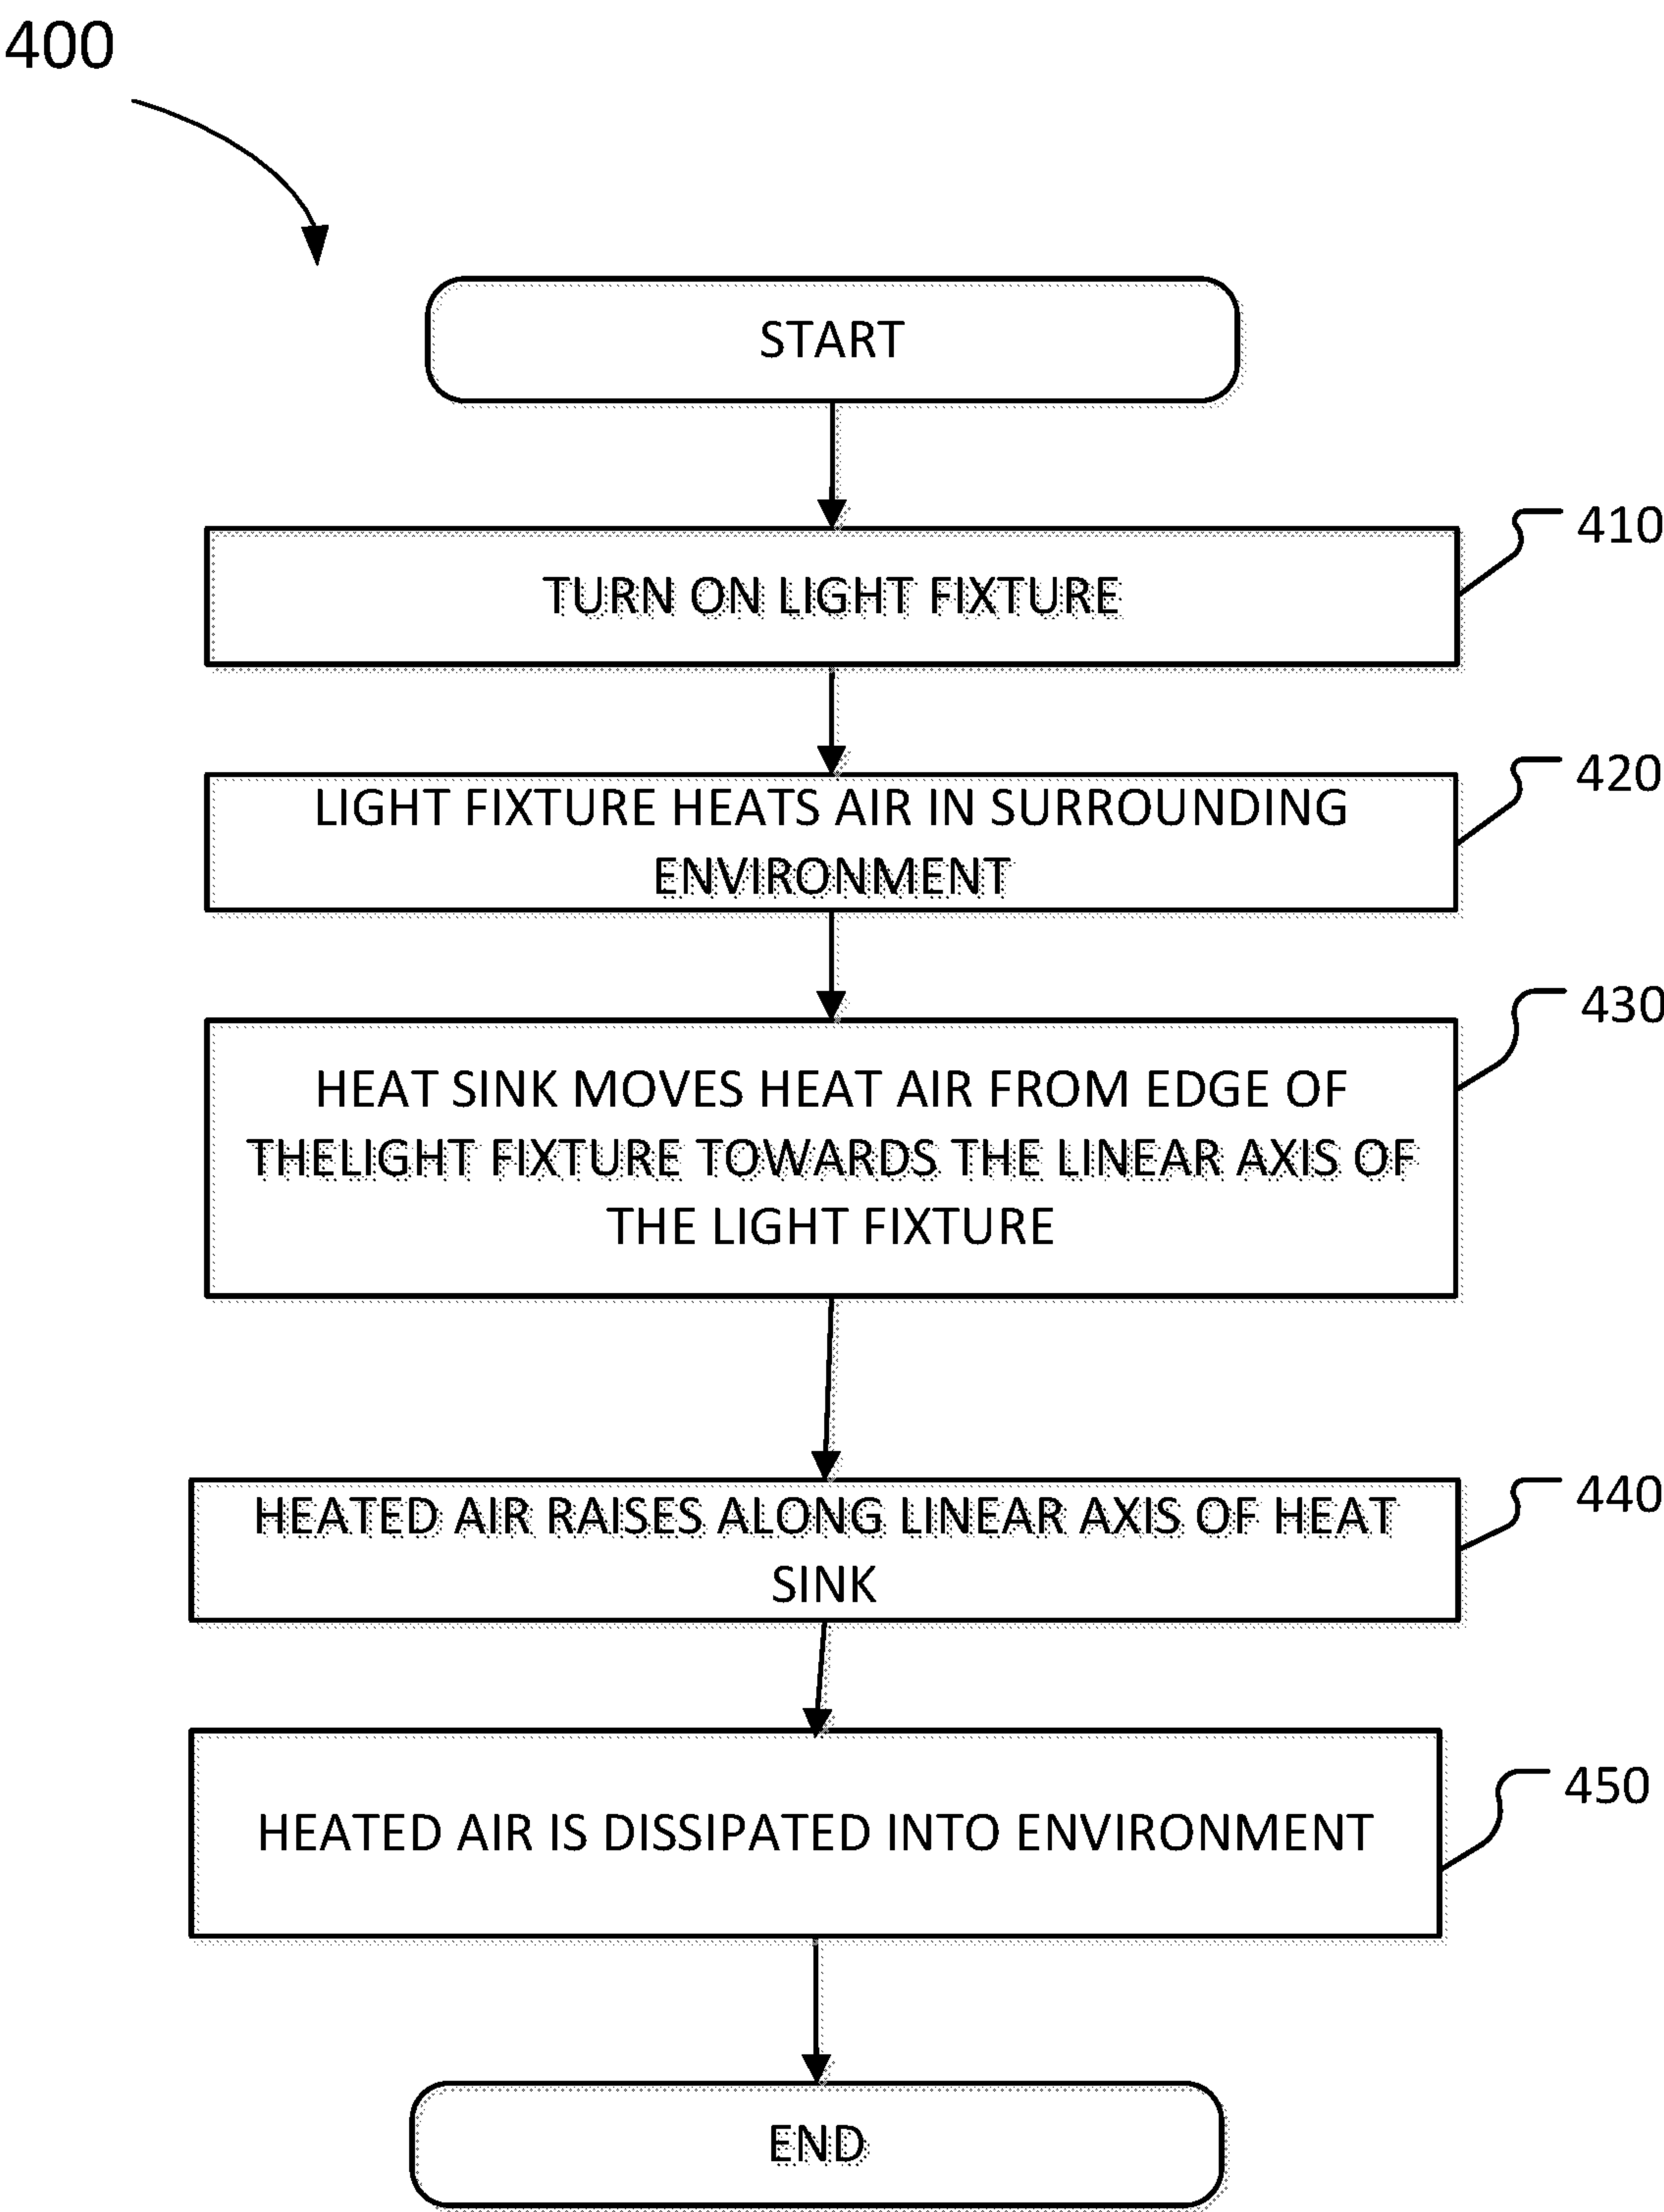 400
START
410
TURN ON LIGHT FIXTURE
420
LIGHT FIXTURE HEATS AIR IN SURROUNDING
ENVIRONMENT
430
HEAT SINK MOVES HEAT AIR FROM EDGE OF
THELIGHT FIXTURE TOWARDS THE LINEAR AXIS OF
THE LIGHT FIXTURE
440
HEATED AIR RAISES ALONG LINEAR AXIS OF HEAT
SINK
450
HEATED AIR IS DISSIPATED INTO ENVIRONMENT
END